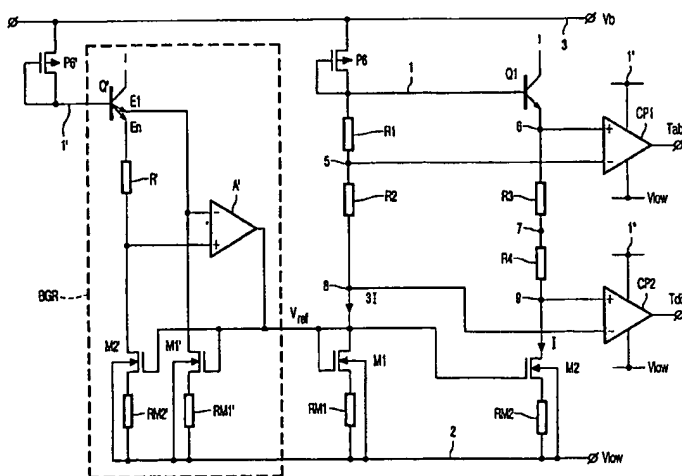 Vb
3
P6'
P6
1'
Q'
E1
En
1
Q1
1'
CP1
Tab
6
R1
5
R'
A'
R2
R3
Vlow
7
R4
1'
BGR
8
3I
9
CP2
Vref
I
Vlow
M2'
M1'
M1
M2
RM2'
RM1'
RM1
RM2
2
Vlow